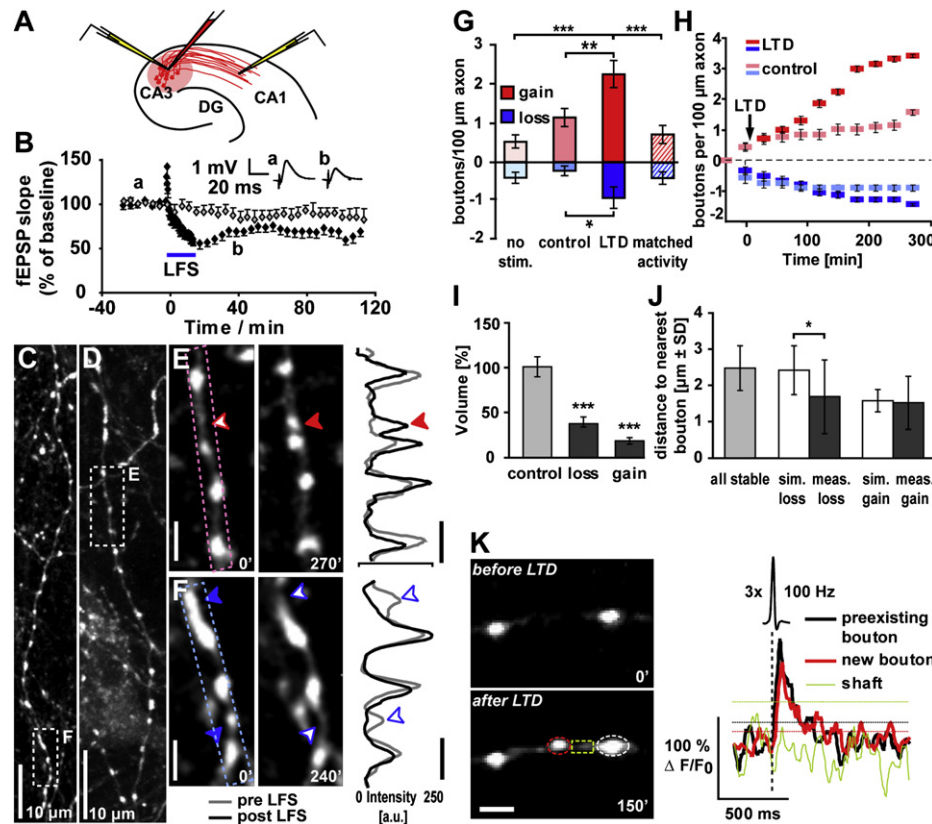 A
CA3
DG
CA1
B
fEPSP slope
(% of baseline)
150
100
50
1 mV
20 ms
a
b
a
b
LFS
-40
0
40
80
120
Time / min
C
D
E
F
10 µm
10 µm
E
0’
270’
F
0’
240’
0 Intensity 250
[a.u.]
pre LFS
post LFS
G
boutons/100 µm axon
3
2
1
0
-1
-2
***
***
**
*
gain
loss
no
stim.
control
LTD
matched
activity
H
boutons per 100 µm axon
4
3
2
1
0
-1
-2
LTD
control
LTD
0
100
200
300
Time [min]
I
Volume [%]
150
100
50
0
***
***
control
loss
gain
J
distance to nearest
bouton [µm ± SD]
4
3
2
1
0
*
all stable
sim.
loss
meas.
loss
sim.
gain
meas.
gain
K
before LTD
0’
after LTD
150’
3x
100 Hz
preexisting
bouton
new bouton
shaft
100 %
Δ F/F0
500 ms